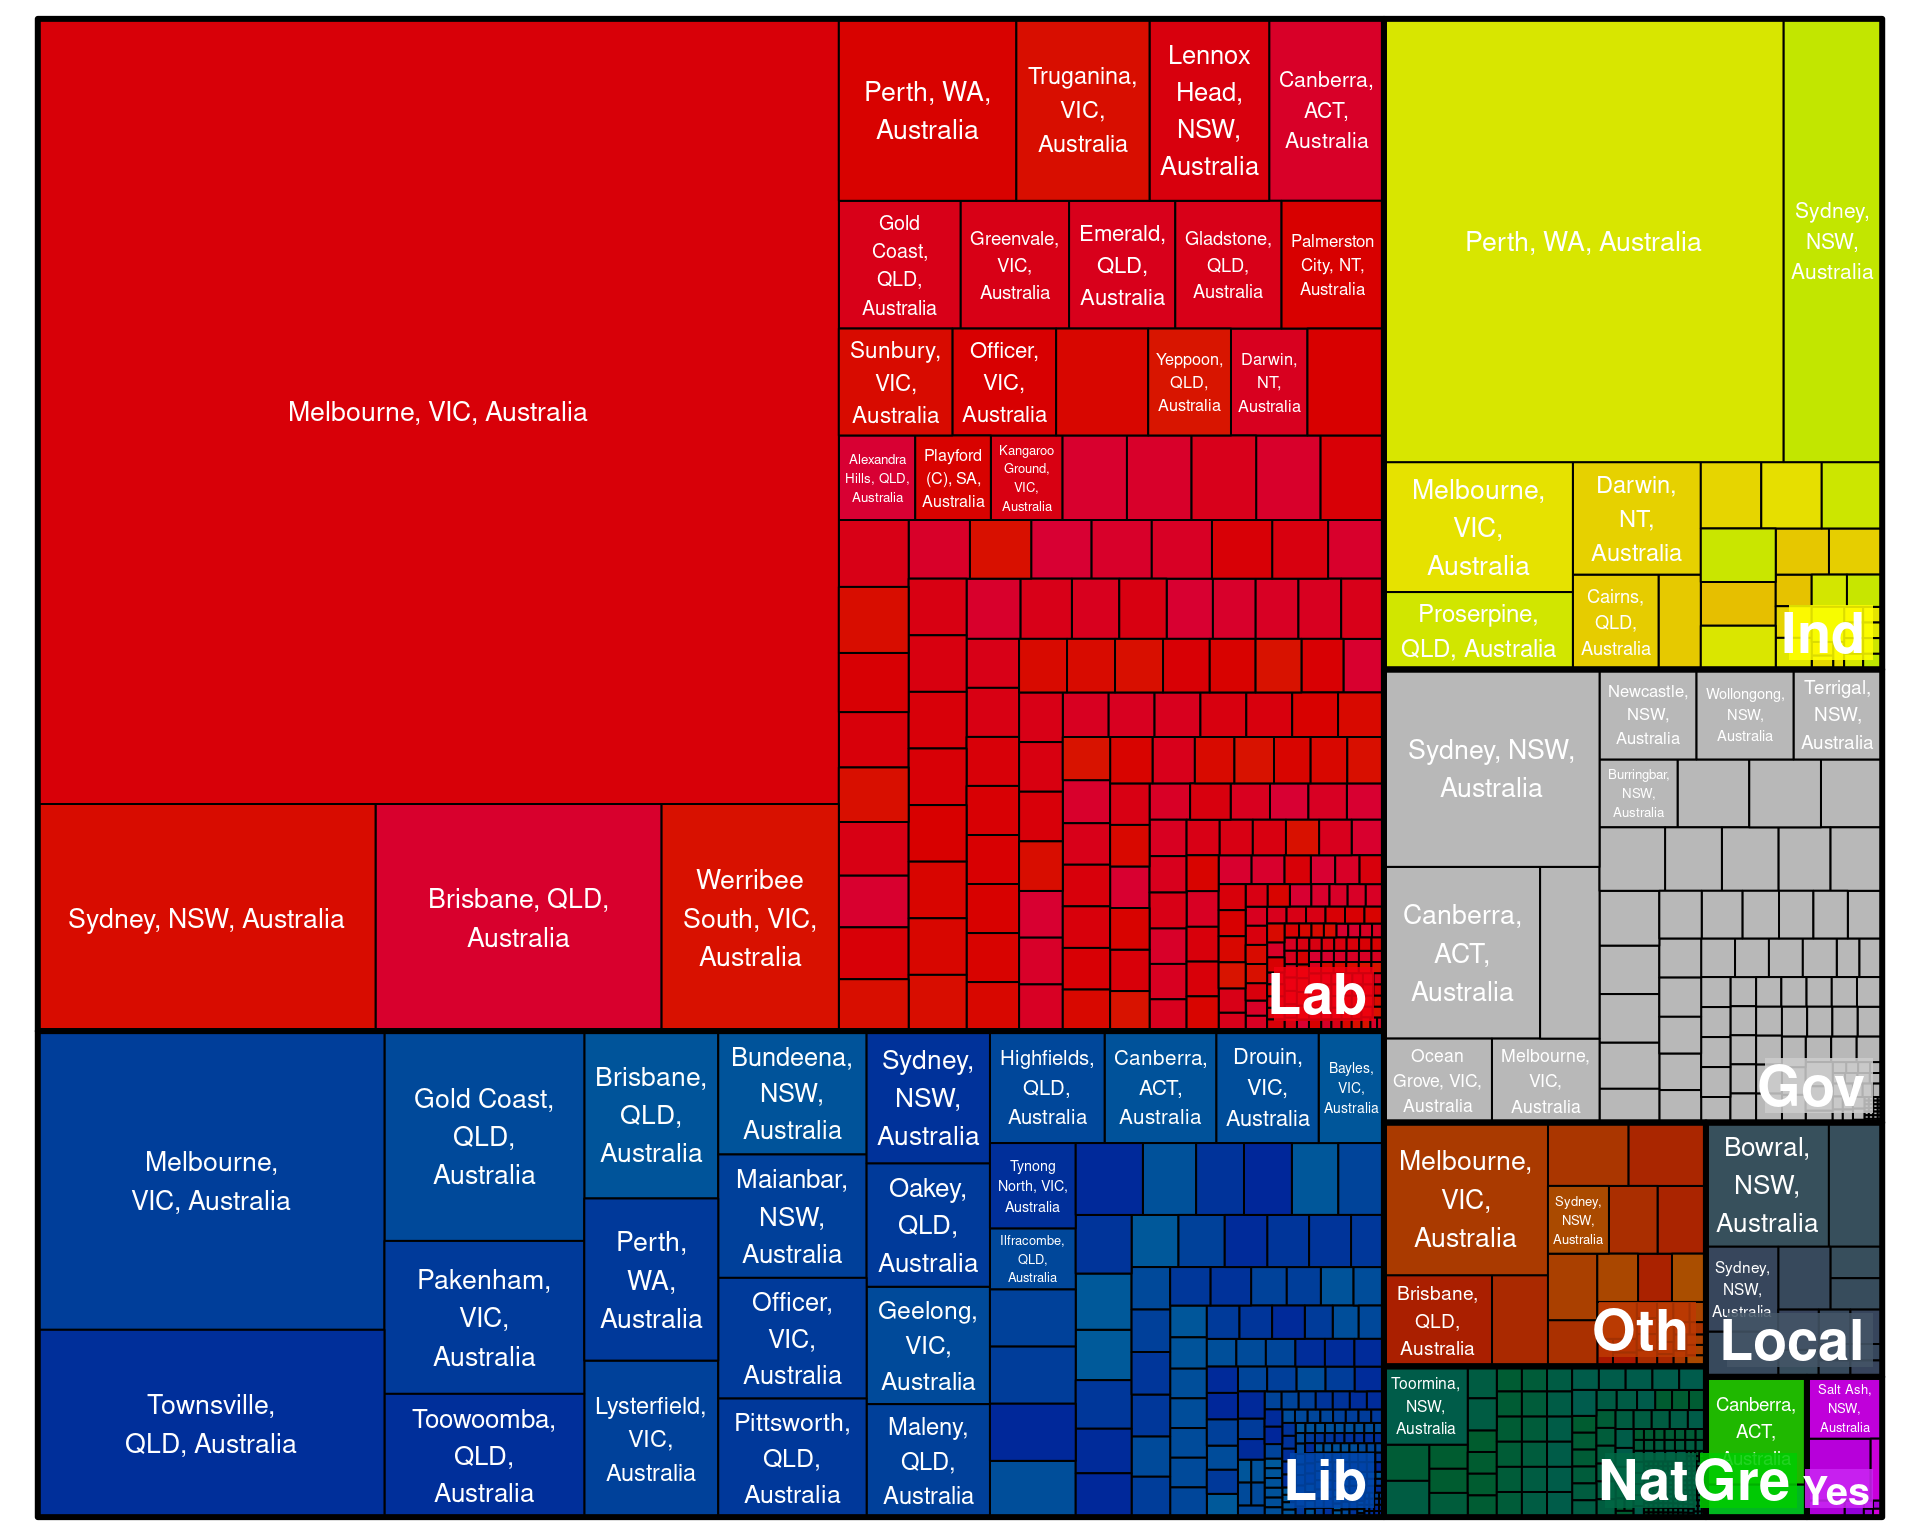 Melbourne, VIC, Australia
Sydney, NSW, Australia
Brisbane, QLD,
Australia
Werribee
South, VIC,
Australia
Perth, WA,
Australia
Truganina,
VIC,
Australia
Lennox
Head,
NSW,
Australia
Canberra,
ACT,
Australia
Gold
Coast,
QLD,
Australia
Greenvale,
VIC,
Australia
Emerald,
QLD,
Australia
Gladstone,
QLD,
Australia
Palmerston
City, NT,
Australia
Sunbury,
VIC,
Australia
Officer,
VIC,
Australia
Yeppoon,
QLD,
Australia
Darwin,
NT,
Australia
Alexandra
Hills, QLD,
Australia
Playford
(C), SA,
Australia
Kangaroo
Ground,
VIC,
Australia
Lab
Melbourne,
VIC, Australia
Townsville,
QLD, Australia
Gold Coast,
QLD,
Australia
Pakenham,
VIC,
Australia
Toowoomba,
QLD,
Australia
Brisbane,
QLD,
Australia
Perth,
WA,
Australia
Lysterfield,
VIC,
Australia
Bundeena,
NSW,
Australia
Maianbar,
NSW,
Australia
Officer,
VIC,
Australia
Pittsworth,
QLD,
Australia
Sydney,
NSW,
Australia
Oakey,
QLD,
Australia
Geelong,
VIC,
Australia
Maleny,
QLD,
Australia
Highfields,
QLD,
Australia
Canberra,
ACT,
Australia
Drouin,
VIC,
Australia
Bayles,
VIC,
Australia
Tynong
North, VIC,
Australia
Ilfracombe,
QLD,
Australia
Lib
Perth, WA, Australia
Sydney,
NSW,
Australia
Melbourne,
VIC,
Australia
Proserpine,
QLD, Australia
Darwin,
NT,
Australia
Cairns,
QLD,
Australia
Ind
Sydney, NSW,
Australia
Canberra,
ACT,
Australia
Ocean
Grove, VIC,
Australia
Melbourne,
VIC,
Australia
Newcastle,
NSW,
Australia
Wollongong,
NSW,
Australia
Terrigal,
NSW,
Australia
Burringbar,
NSW,
Australia
Gov
Melbourne,
VIC,
Australia
Brisbane,
QLD,
Australia
Sydney,
NSW,
Australia
Oth
Bowral,
NSW,
Australia
Sydney,
NSW,
Australia
Local
Toormina,
NSW,
Australia
Nat
Canberra,
ACT,
Australia
Gre
Salt Ash,
NSW,
Australia
Yes